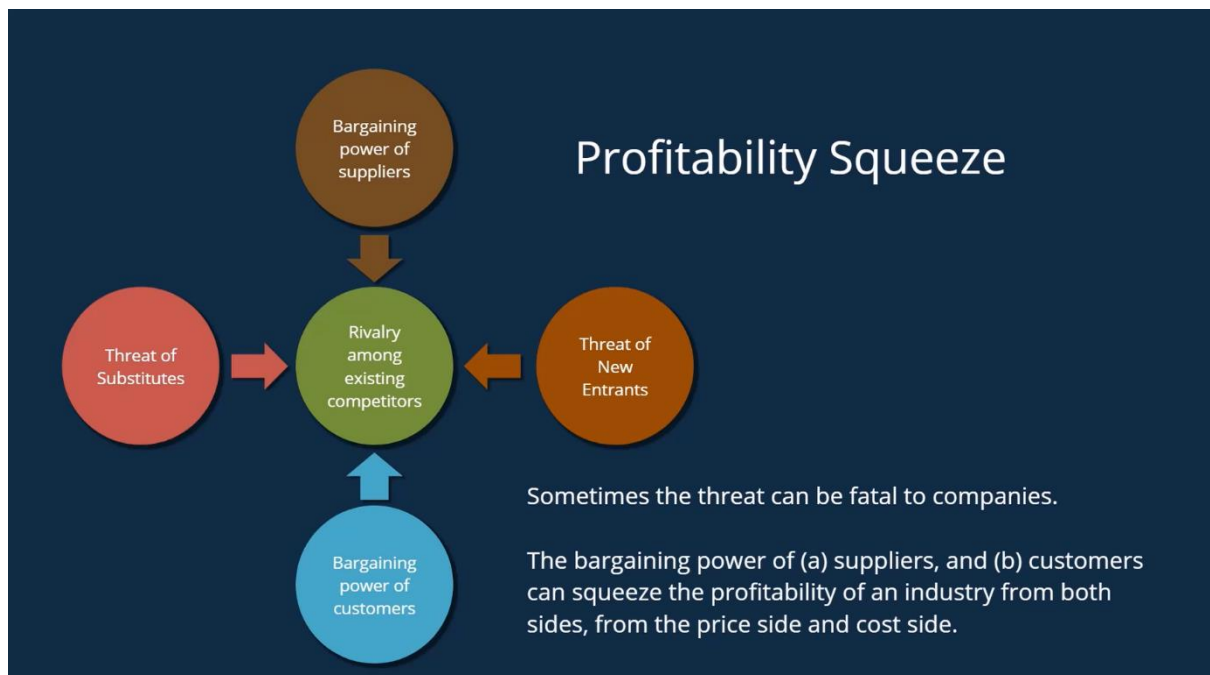 Bargaining
power of
suppliers
Profitability Squeeze
Threat of
Substitutes
Rivalry
among
existing
competitors
Threat of
New
Entrants
Bargaining
power of
customers
Sometimes the threat can be fatal to companies.
The bargaining power of (a) suppliers, and (b) customers
can squeeze the profitability of an industry from both
sides, from the price side and cost side.